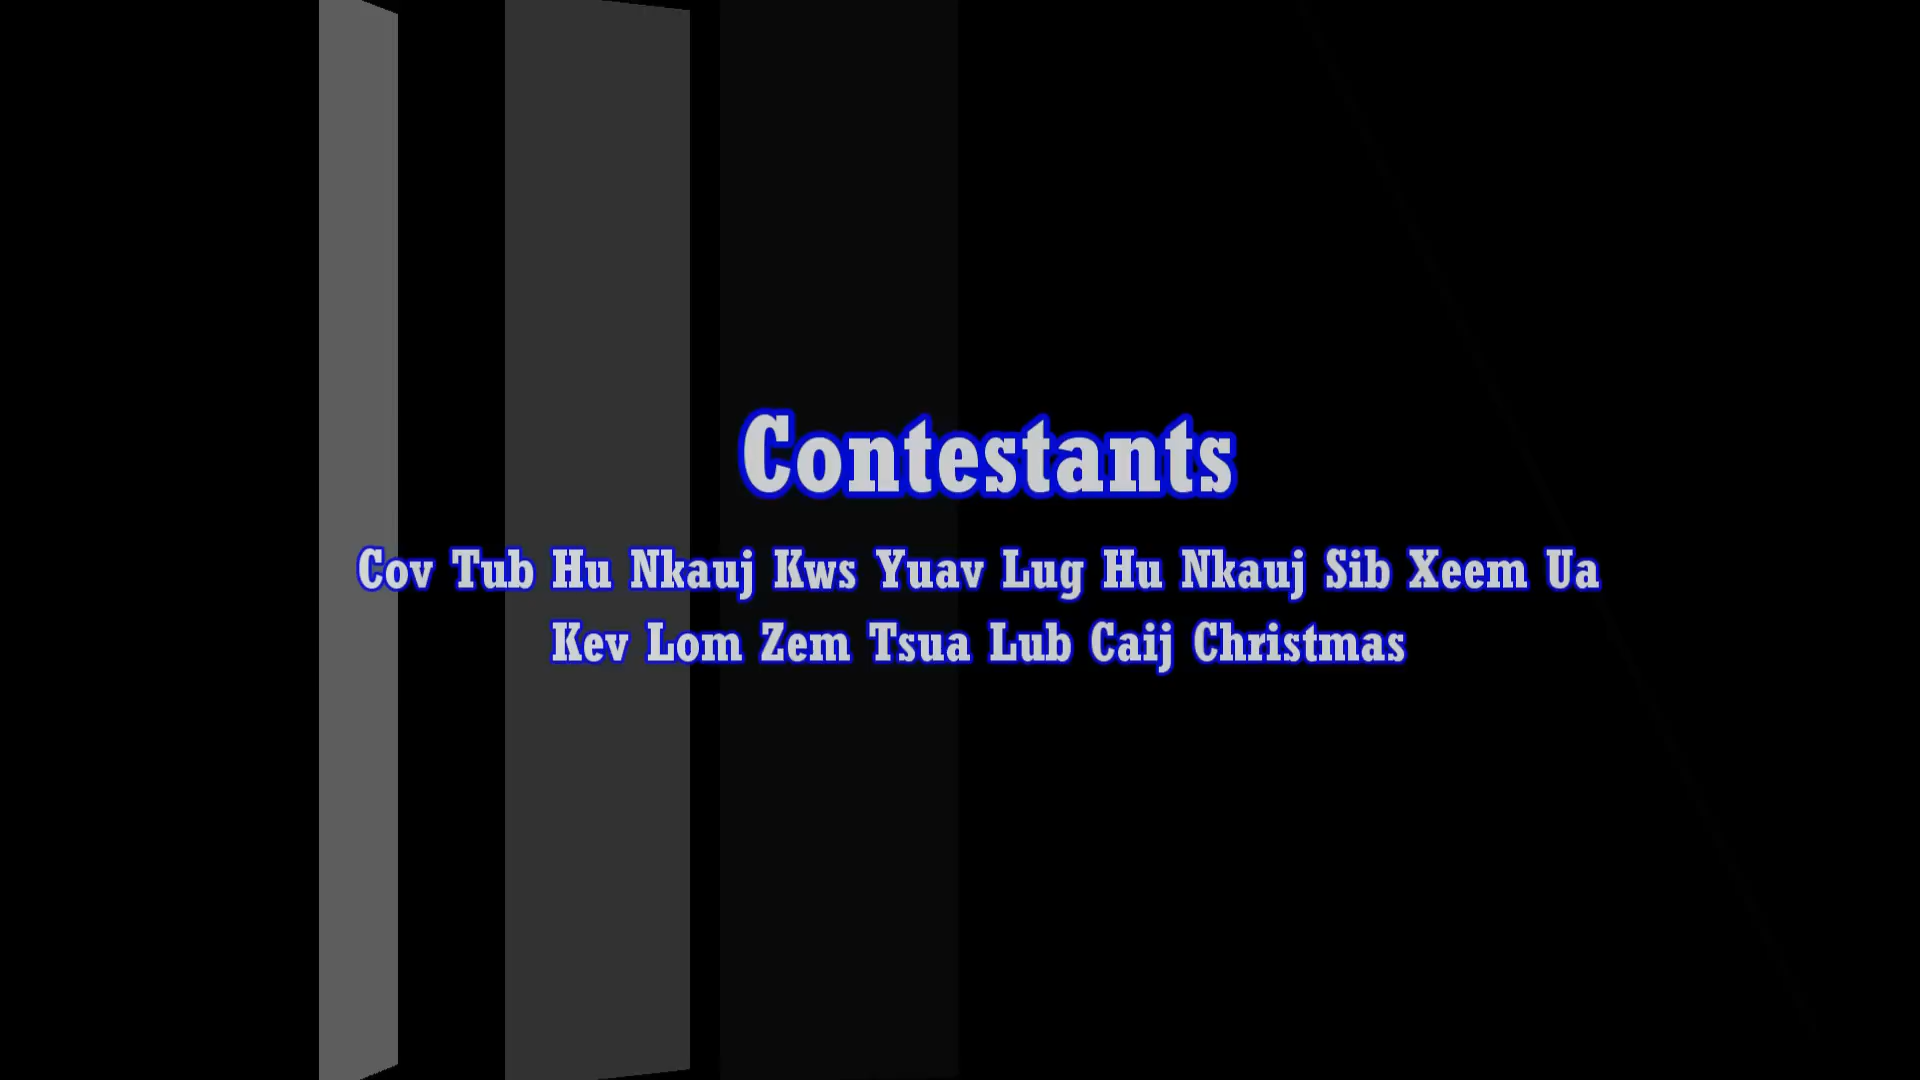 Contestants
Cov Tub Hu Nkauj Kws Yuav Lug Hu Nkauj Sib Xeem Ua
Kev Lom Zem Tsua Lub Caij Christmas